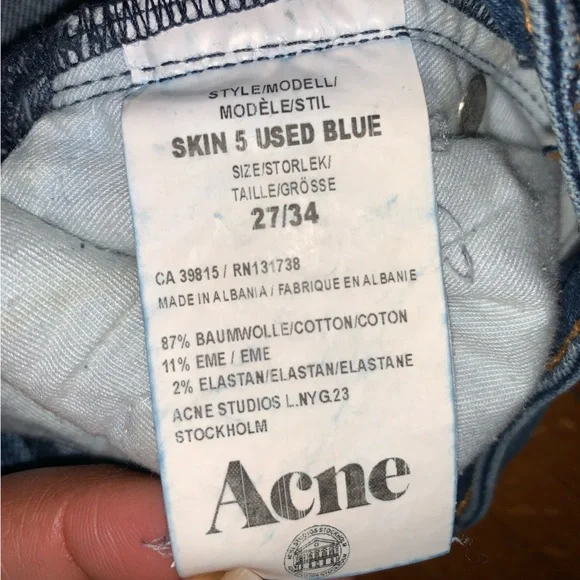 STYLE/MODELL/
MODÈLE/STIL
SKIN 5 USED BLUE
SIZE/STORLEK/
TAILLE/GRÖSSE
27/34
CA 39815 / RN131738
MADE IN ALBANIA / FABRIQUE EN ALBANIE
87% BAUMWOLLE/COTTON/COTON
11% EME / EME
2% ELASTAN/ELASTAN/ELASTANE
ACNE STUDIOS L.NYG.23
STOCKHOLM
Acne